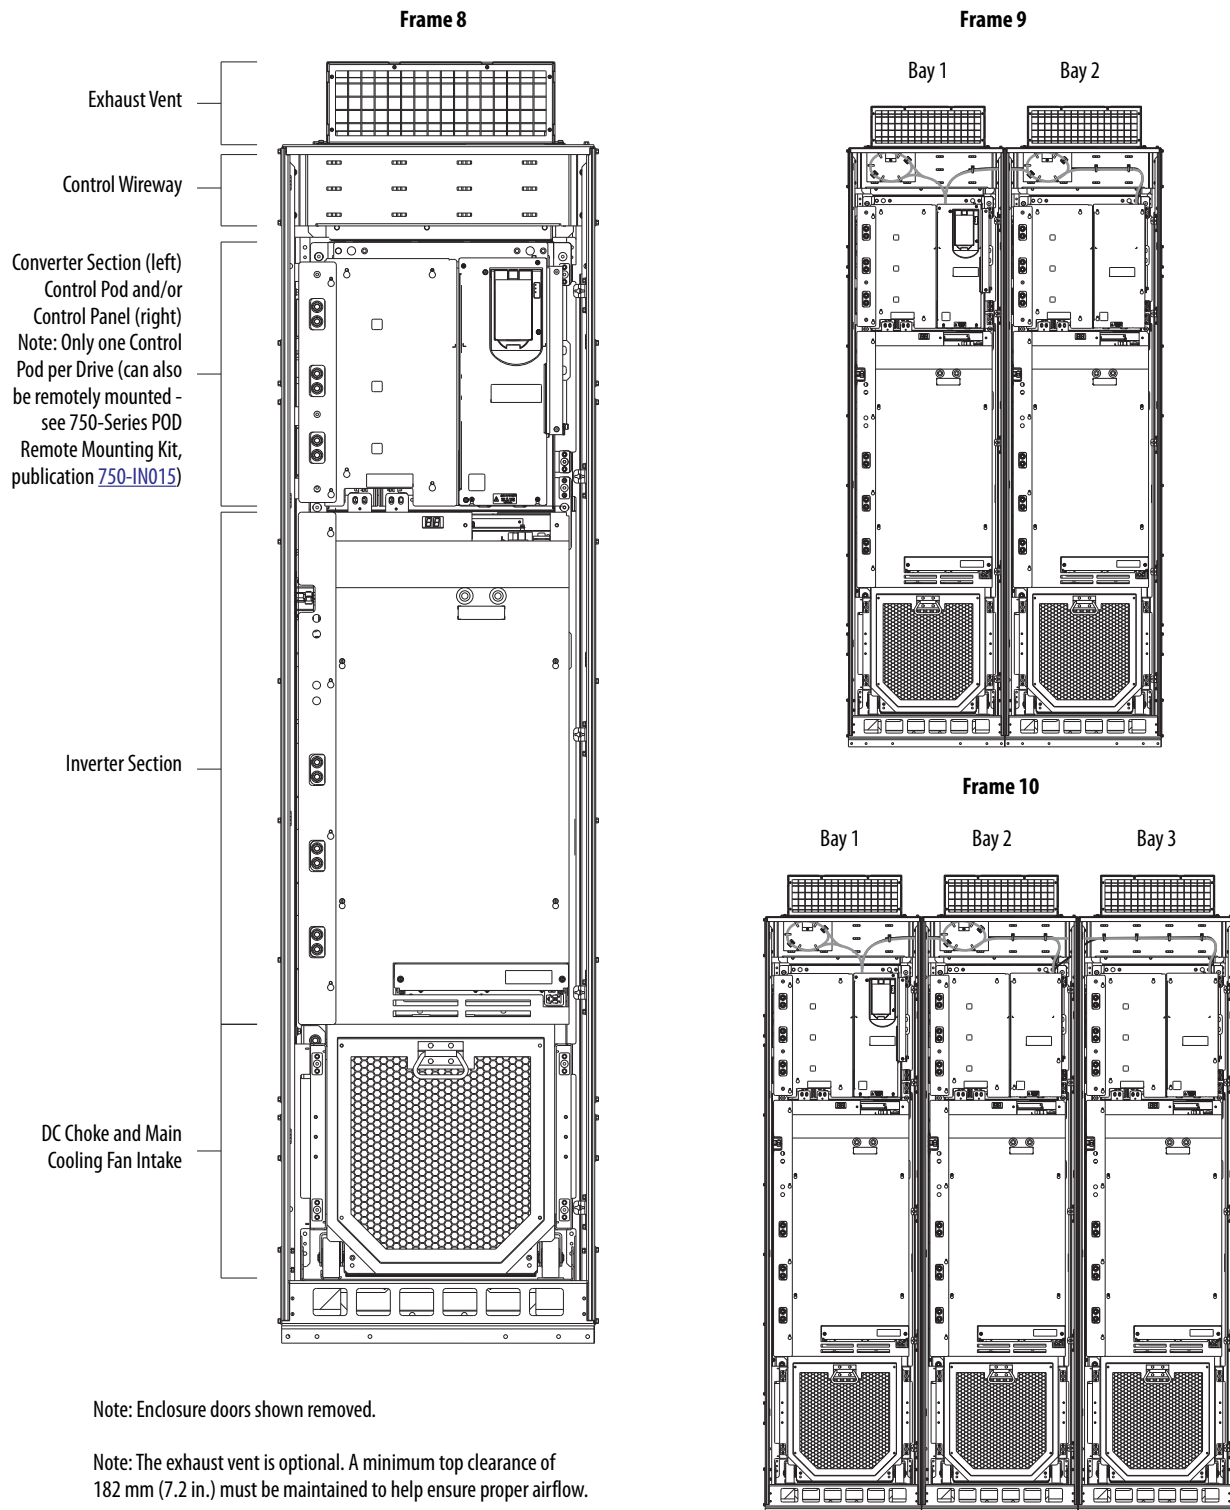 Frame 8
Exhaust Vent
Control Wireway
Converter Section (left)
Control Pod and/or
Control Panel (right)
Note: Only one Control
Pod per Drive (can also
be remotely mounted -
see 750-Series POD
Remote Mounting Kit,
publication 750-IN015)
Inverter Section
DC Choke and Main
Cooling Fan Intake
Note: Enclosure doors shown removed.
Note: The exhaust vent is optional. A minimum top clearance of
182 mm (7.2 in.) must be maintained to help ensure proper airflow.
Frame 9
Bay 1
Bay 2
Frame 10
Bay 1
Bay 2
Bay 3